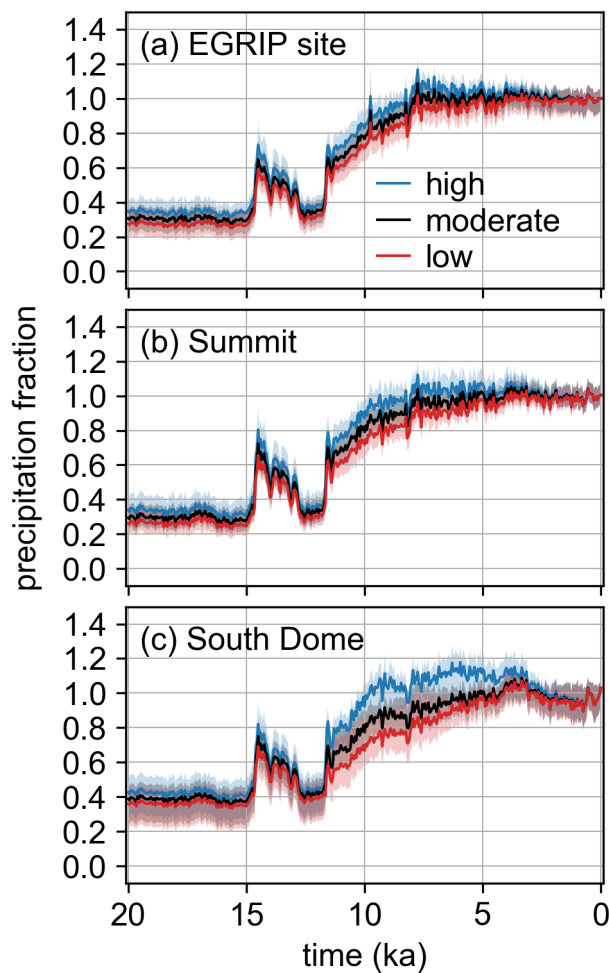 precipitation fraction
(a) EGRIP site
1.4
1.2
1.0
0.8
0.6
0.4
0.2
0.0
high
moderate
low
(b) Summit
1.4
1.2
1.0
0.8
0.6
0.4
0.2
0.0
(c) South Dome
1.4
1.2
1.0
0.8
0.6
0.4
0.2
0.0
20 15 10 5 0
time (ka)